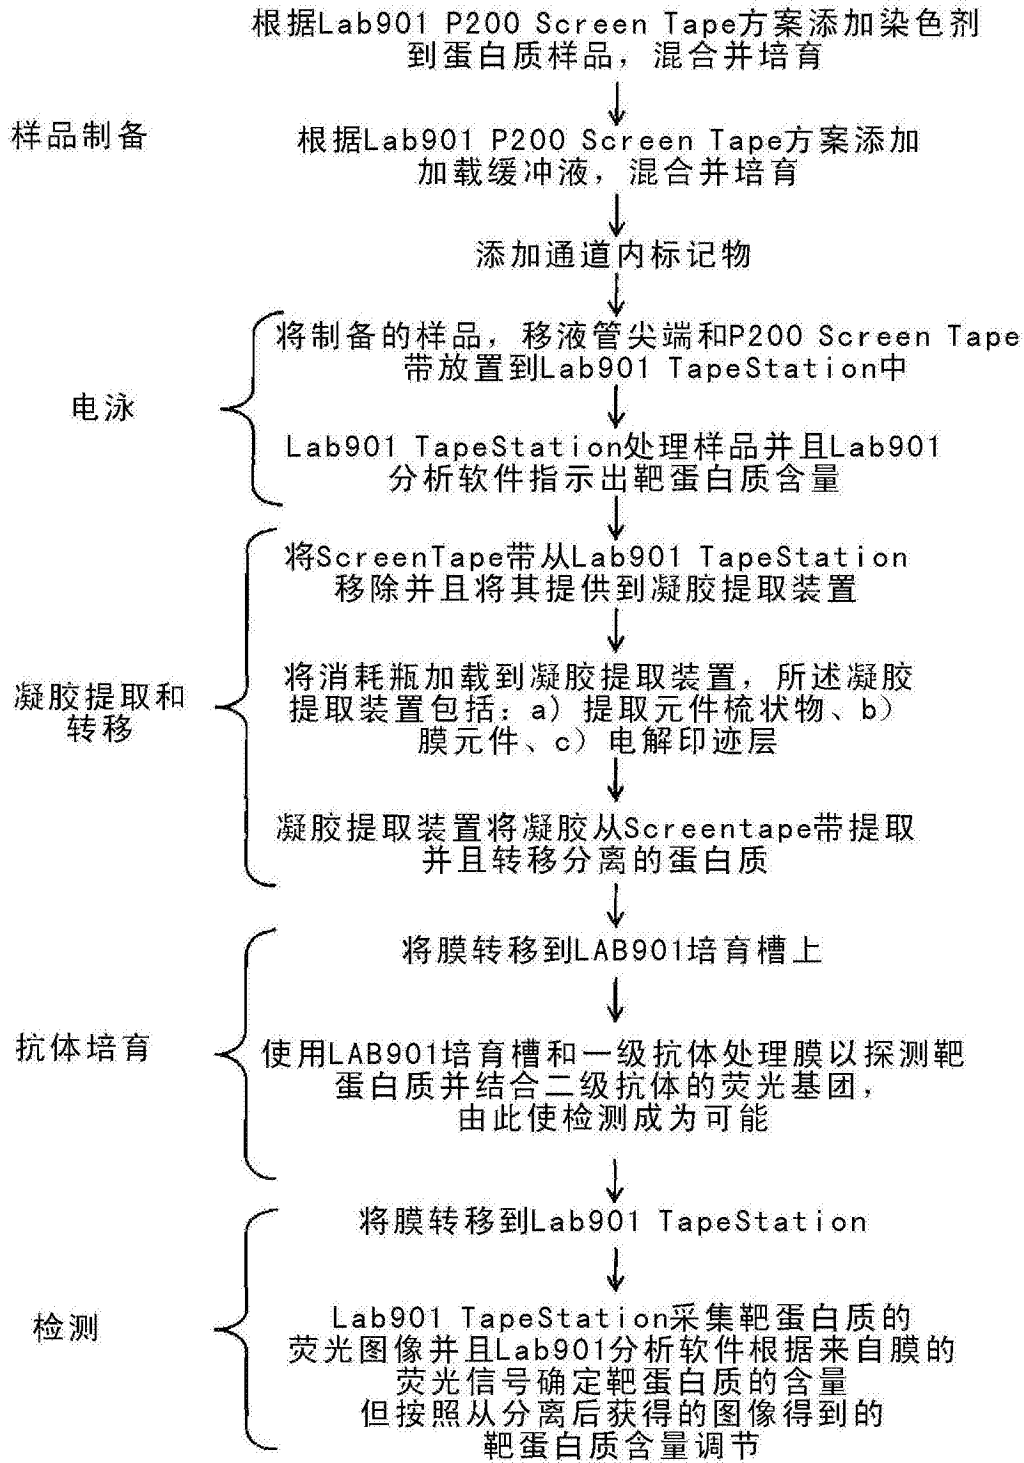 根据Lab901 P200 Screen Tape方案添加染色剂
到蛋白质样品，混合并培育
样品制备
根据Lab901 P200 Screen Tape方案添加
加载缓冲液，混合并培育
添加通道内标记物
将制备的样品，移液管尖端和P200 Screen Tape
带放置到Lab901 TapeStation中
电泳
Lab901 TapeStation处理样品并且Lab901
分析软件指示出靶蛋白质含量
将ScreenTape带从Lab901 TapeStation
移除并且将其提供到凝胶提取装置
凝胶提取和
转移
将消耗瓶加载到凝胶提取装置，所述凝胶
提取装置包括：a）提取元件梳状物、b）
膜元件、c）电解印迹层
凝胶提取装置将凝胶从Screentape带提取
并且转移分离的蛋白质
将膜转移到LAB901培育槽上
抗体培育
使用LAB901培育槽和一级抗体处理膜以探测靶
蛋白质并结合二级抗体的荧光基团，
由此使检测成为可能
将膜转移到Lab901 TapeStation
检测
Lab901 TapeStation采集靶蛋白质的
荧光图像并且Lab901分析软件根据来自膜的
荧光信号确定靶蛋白质的含量
但按照从分离后获得的图像得到的
靶蛋白质含量调节